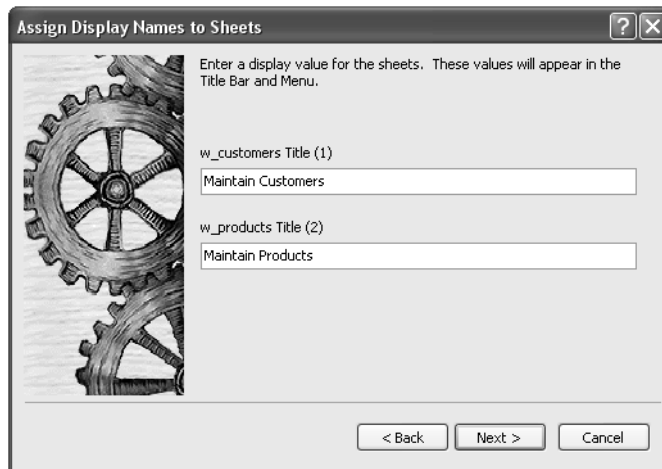 Assign Display Names to Sheets
?
X
Enter a display value for the sheets. These values will appear in the
Title Bar and Menu.
w_customers Title (1)
Maintain Customers
w_products Title (2)
Maintain Products
< Back Next > Cancel